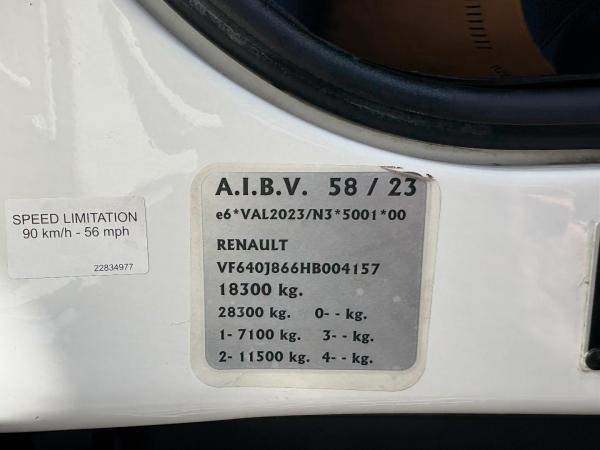 SPEED LIMITATION
90 km/h - 56 mph
22834977
A.I.B.V. 58 / 23
e6*VAL2023/N3*5001*00
RENAULT
VF640J866HB004157
18300 kg.
28300 kg. 0- - kg.
1- 7100 kg. 3- - kg.
2- 11500 kg. 4- - kg.